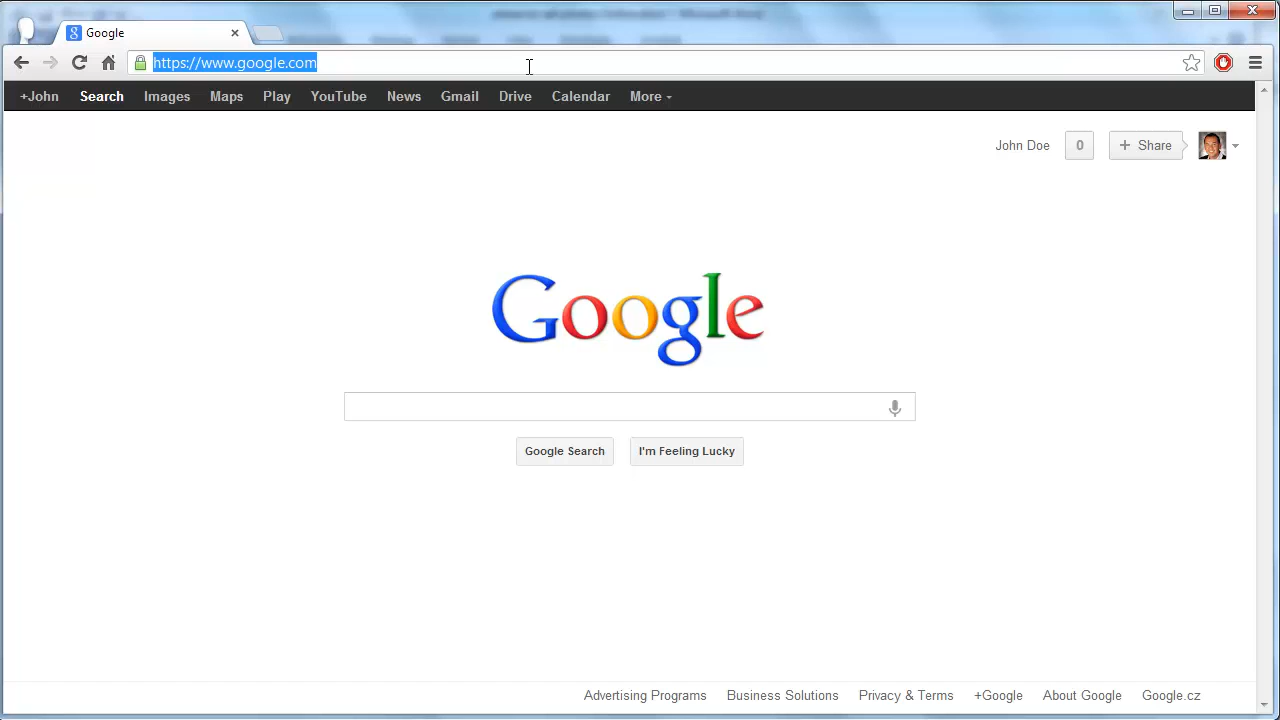 Google
https://www.google.com
+John Search Images Maps Play YouTube News Gmail Drive Calendar More
John Doe 0 + Share
Google
Google Search I'm Feeling Lucky
Advertising Programs Business Solutions Privacy & Terms +Google About Google Google.cz